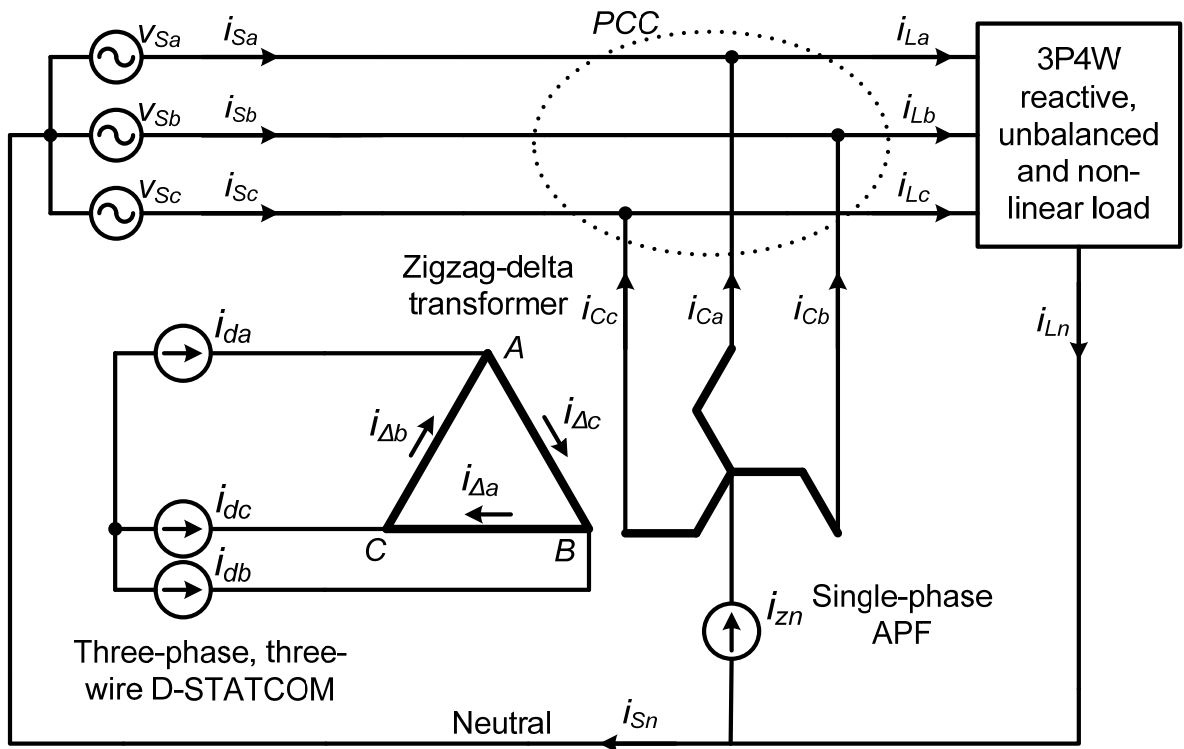 PCC
vSa
iSa
iLa
vSb
iSb
iLb
vSc
iSc
iLc
3P4W
reactive,
unbalanced
and non-
linear load
Zigzag-delta
transformer
iCc
iCa
iCb
iLn
ida
A
iΔb
iΔc
iΔa
idc
C
B
idb
izn
Single-phase
APF
Three-phase, three-
wire D-STATCOM
Neutral
iSn